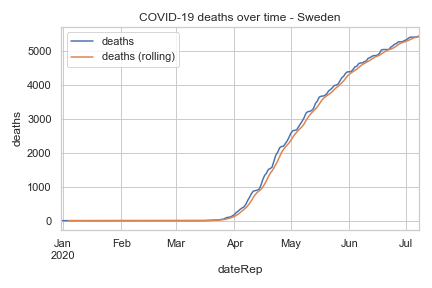 COVID-19 deaths over time - Sweden
deaths
deaths (rolling)
deaths
5000
4000
3000
2000
1000
0
Jan Feb Mar Apr May Jun Jul
2020
dateRep